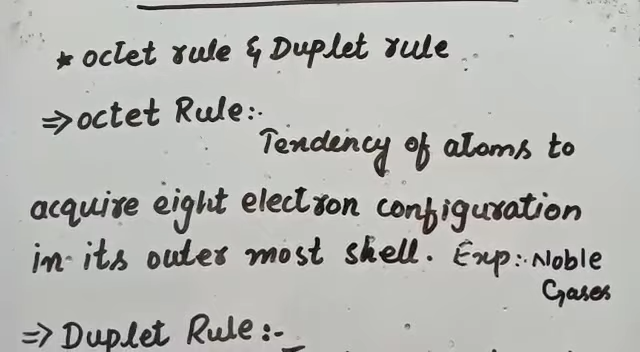 * octet rule & Duplet rule
⇒ octet Rule:-
Tendency of atoms to
acquire eight electron configuration
in its outer most shell. Exp:- Noble
Gases
⇒ Duplet Rule:-